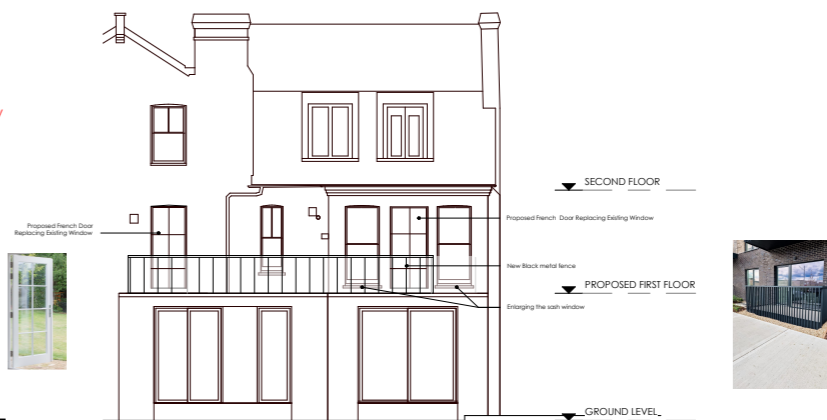 SECOND FLOOR
Proposed French Door
Replacing Existing Window
Proposed French Door Replacing Existing Window
New Black metal fence
PROPOSED FIRST FLOOR
Enlarging the sash window
GROUND LEVEL